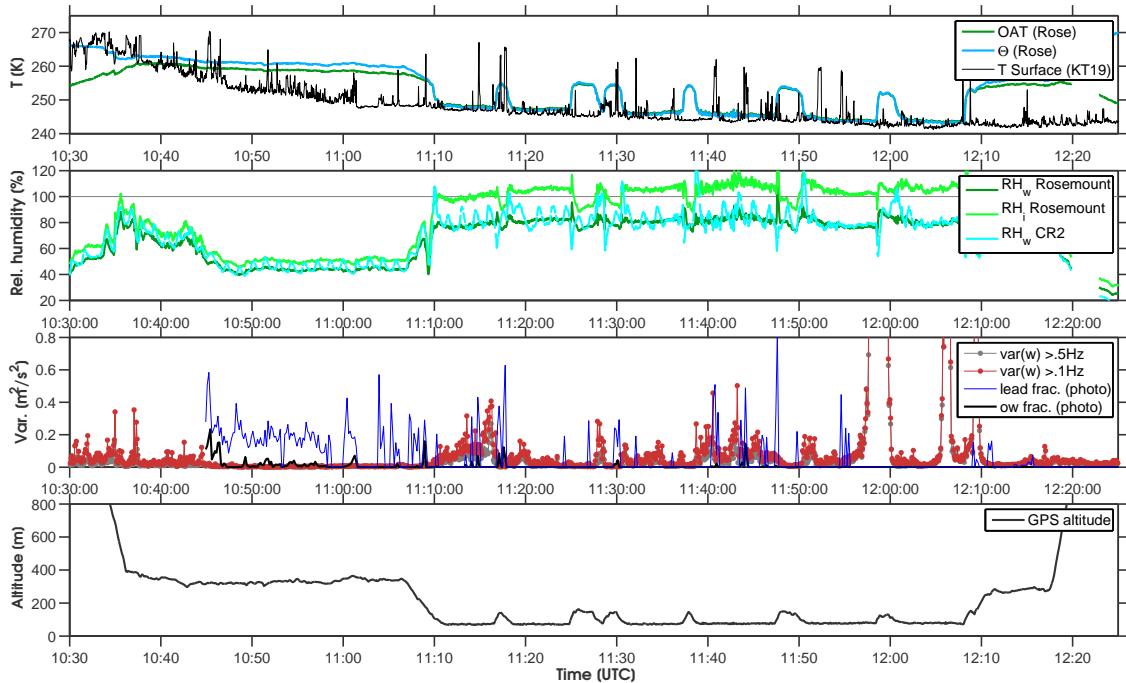 270
260
250
240
T (K)
OAT (Rose)
Θ (Rose)
T Surface (KT19)
10:30 10:40 10:50 11:00 11:10 11:20 11:30 11:40 11:50 12:00 12:10 12:20
120
100
80
60
40
20
Rel. humidity (%)
RH_w Rosemount
RH_i Rosemount
RH_w CR2
10:30:00 10:40:00 10:50:00 11:00:00 11:10:00 11:20:00 11:30:00 11:40:00 11:50:00 12:00:00 12:10:00 12:20:00
0.8
0.6
0.4
0.2
0
Var. (m²/s²)
var(w) >.5Hz
var(w) >.1Hz
lead frac. (photo)
ow frac. (photo)
10:30:00 10:40:00 10:50:00 11:00:00 11:10:00 11:20:00 11:30:00 11:40:00 11:50:00 12:00:00 12:10:00 12:20:00
800
600
400
200
0
Altitude (m)
GPS altitude
10:30 10:40 10:50 11:00 11:10 11:20 11:30 11:40 11:50 12:00 12:10 12:20
Time (UTC)